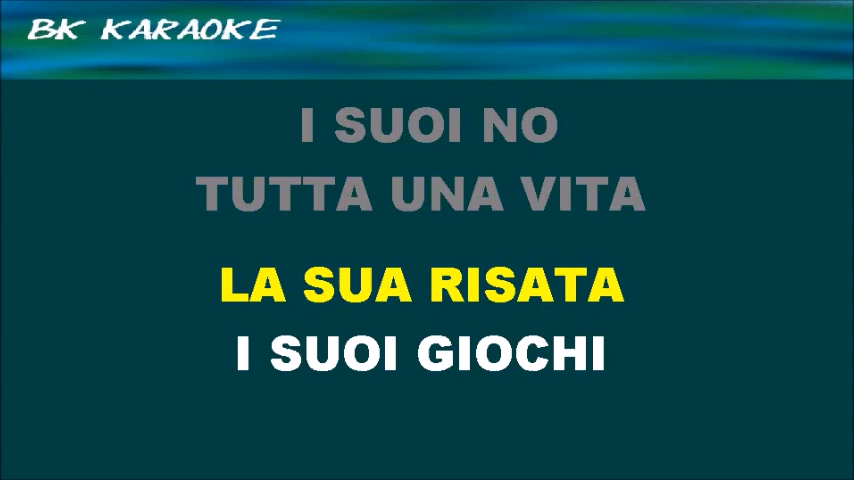 BK KARAOKE
I SUOI NO
TUTTA UNA VITA
LA SUA RISATA
I SUOI GIOCHI